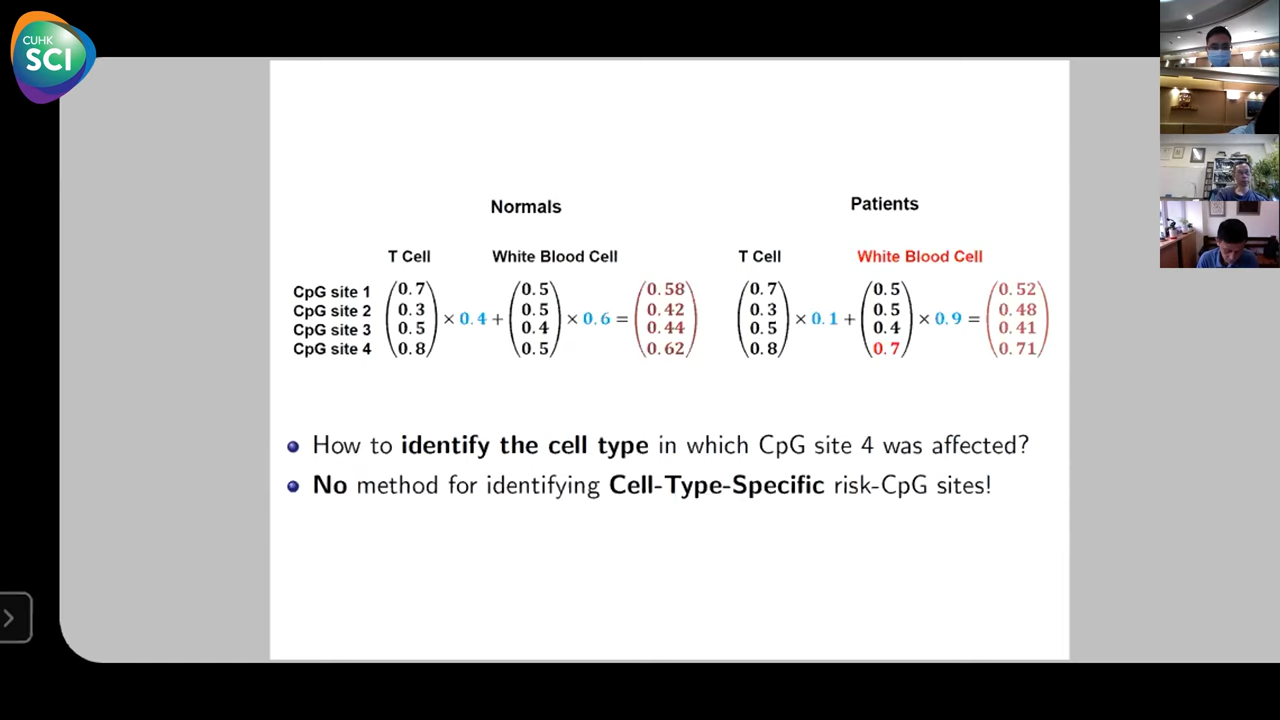 CUHK
SCI
Normals
Patients
T Cell White Blood Cell T Cell White Blood Cell
CpG site 1 0.7 0.5 0.58 0.7 0.5 0.52
CpG site 2 0.3 0.5 0.42 0.3 0.5 0.48
× 0.4 + × 0.6 = × 0.1 + × 0.9 =
CpG site 3 0.5 0.4 0.44 0.5 0.4 0.41
CpG site 4 0.8 0.5 0.62 0.8 0.7 0.71
How to identify the cell type in which CpG site 4 was affected?
No method for identifying Cell-Type-Specific risk-CpG sites!